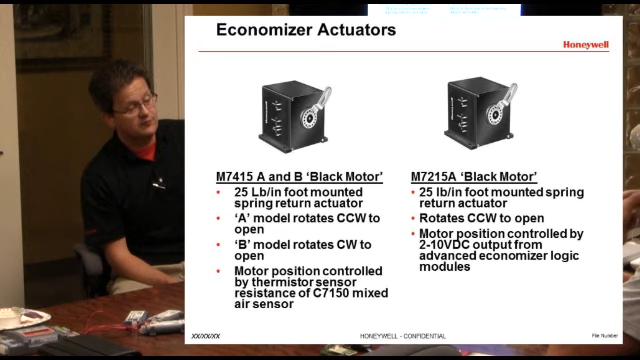 Economizer Actuators
Honeywell
M7415 A and B ‘Black Motor’
• 25 Lb/in foot mounted
spring return actuator
• ‘A’ model rotates CCW to
open
• ‘B’ model rotates CW to
open
• Motor position controlled
by thermistor sensor
resistance of C7150 mixed
air sensor
M7215A ‘Black Motor’
• 25 lb/in foot mounted spring
return actuator
• Rotates CCW to open
• Motor position controlled by
2-10VDC output from
advanced economizer logic
modules
XX/XX/XX
HONEYWELL - CONFIDENTIAL
File Number